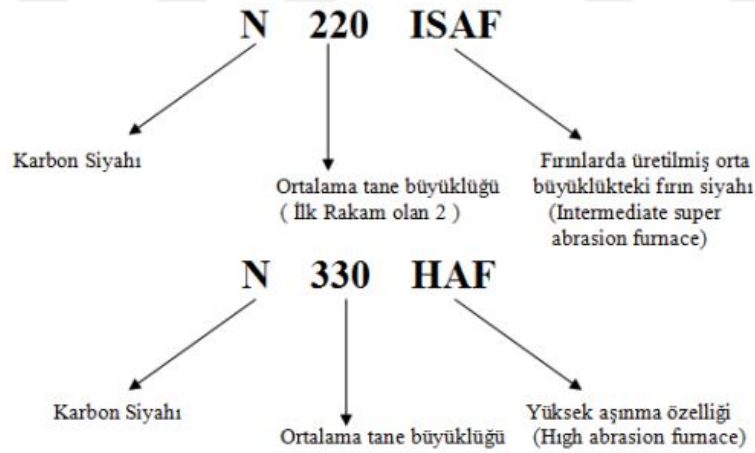 N 220 ISAF
Karbon Siyahı
Ortalama tane büyüklüğü
( İlk Rakam olan 2 )
Fırınlarda üretilmiş orta
büyüklükteki fırın siyahı
(Intermediate super
abrasion furnace)
N 330 HAF
Karbon Siyahı
Ortalama tane büyüklüğü
Yüksek aşınma özelliği
(Hıgh abrasion furnace)